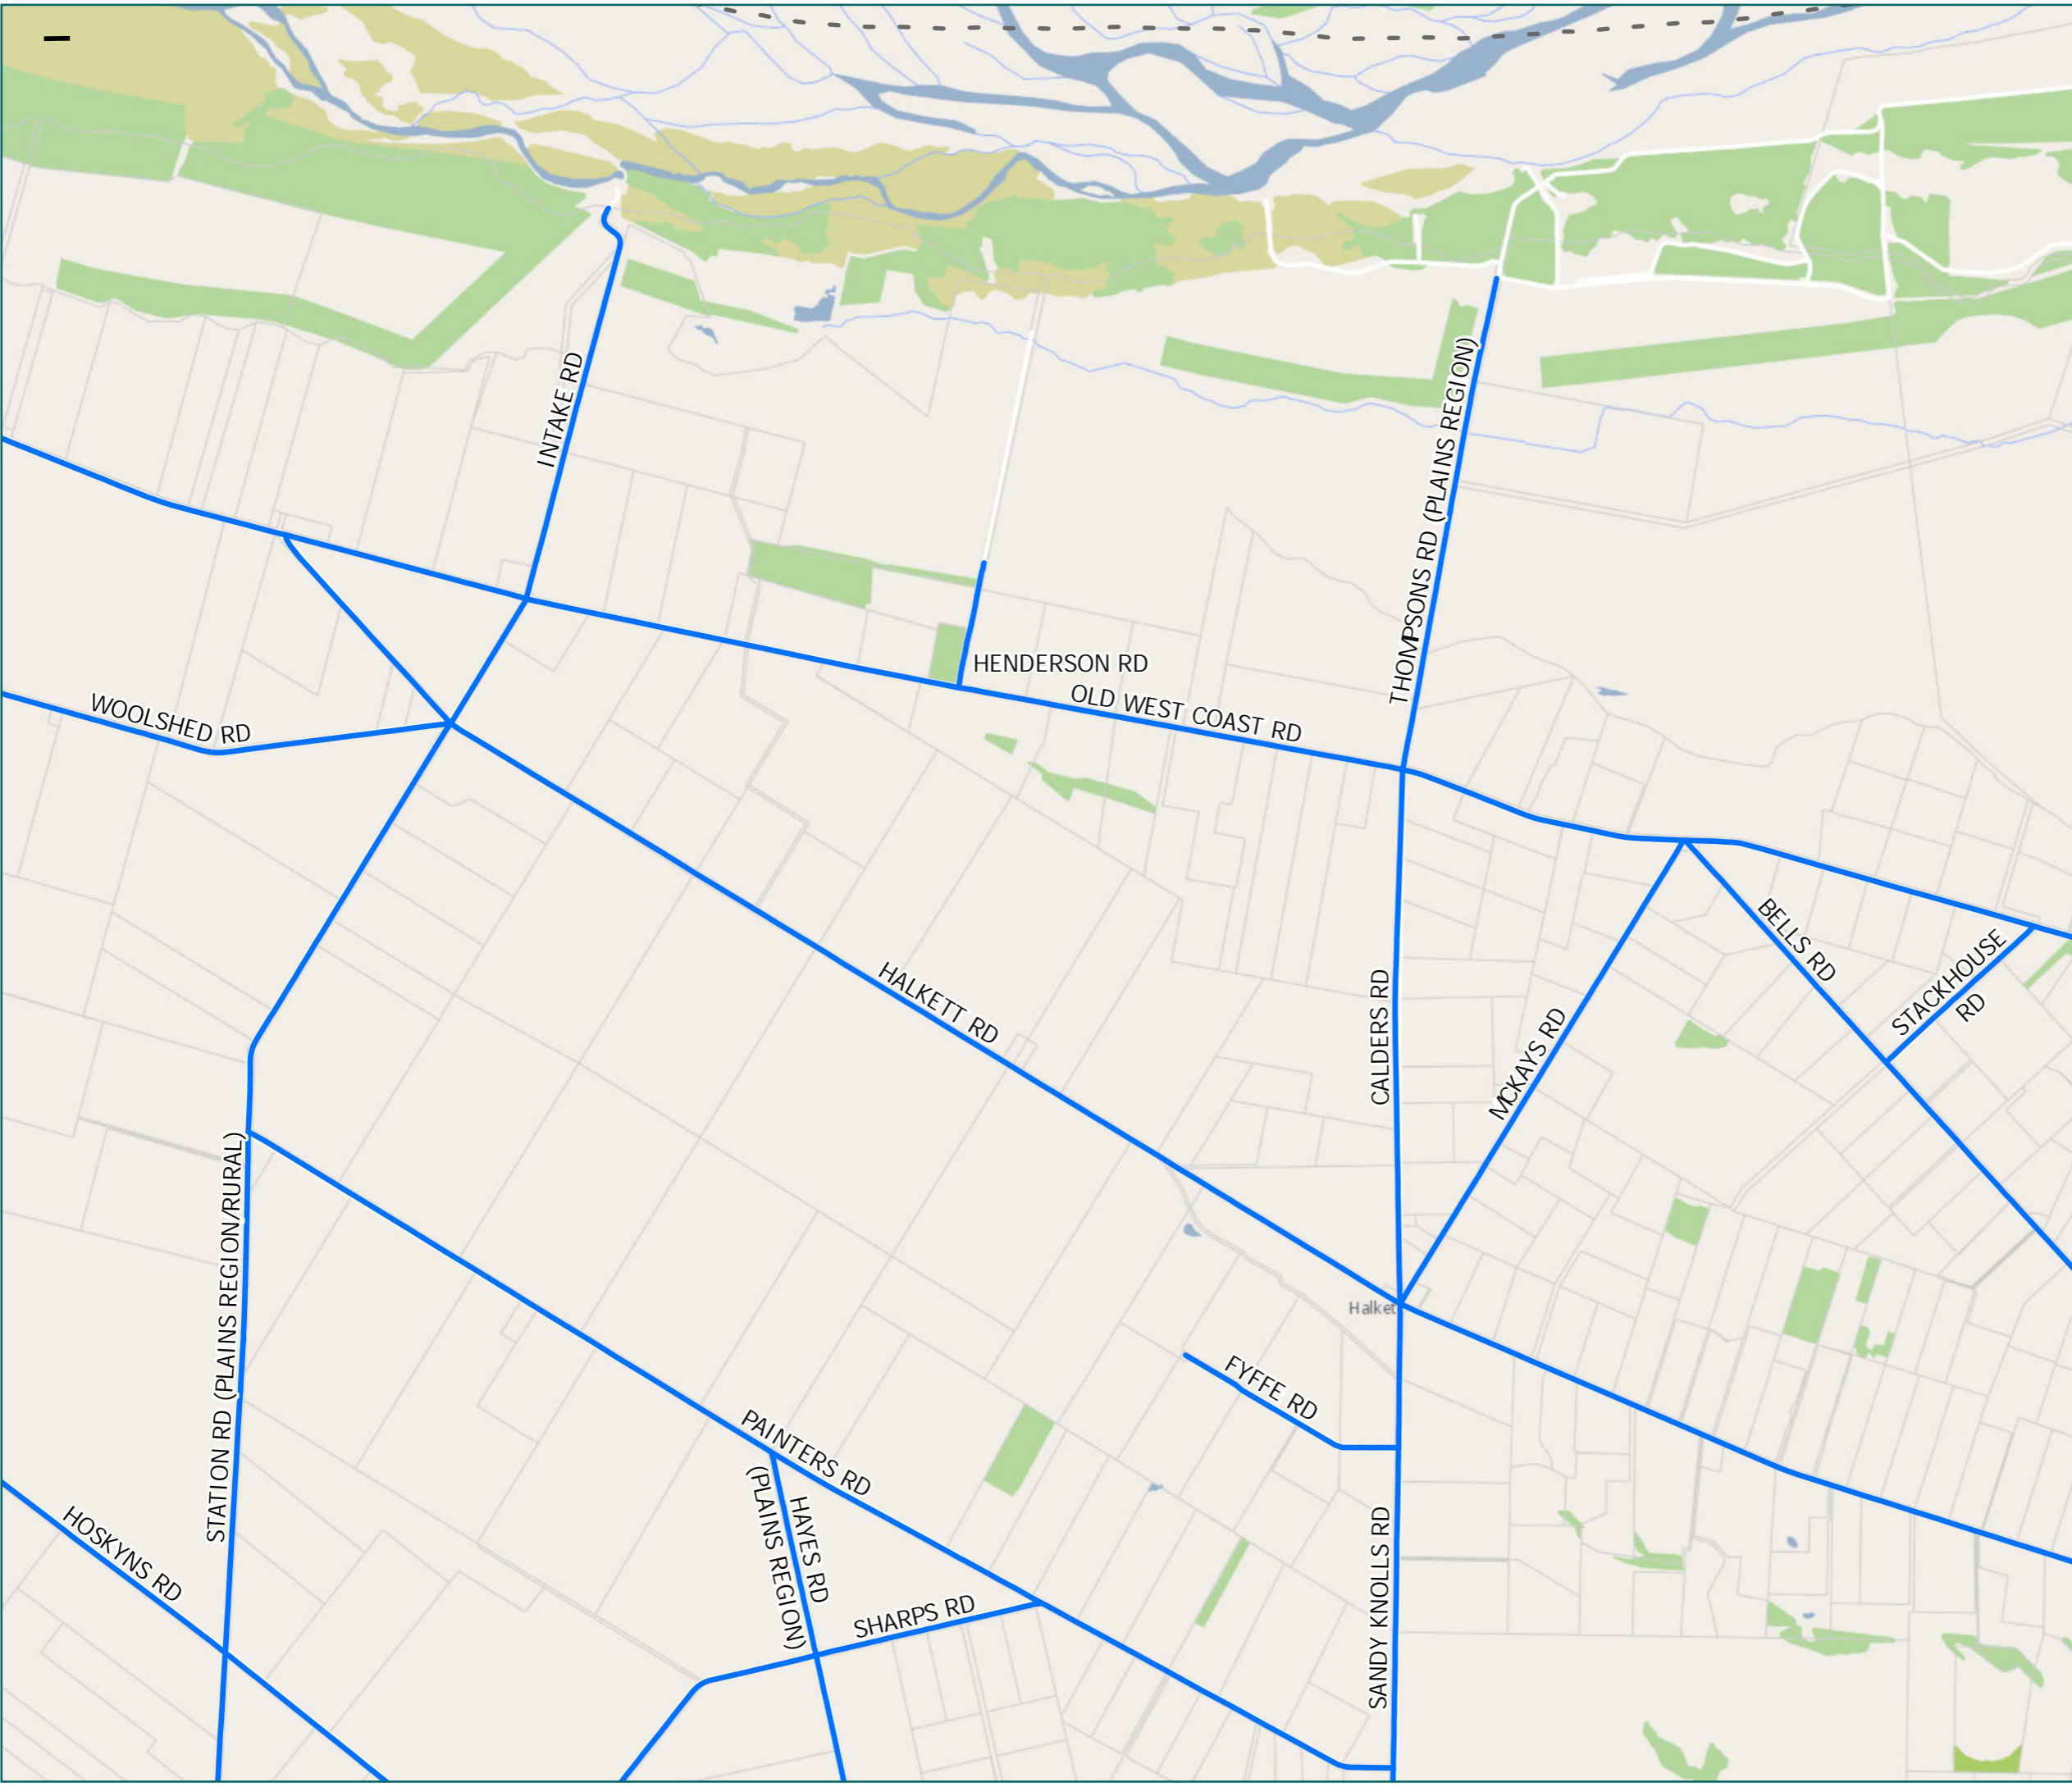 INTAKE RD
THOMPSONS RD (PLAINS REGION)
HENDERSON RD
OLD WEST COAST RD
WOOLSHED RD
BELLS RD
STACKHOUSE
RD
HALKETT RD
CALDERS RD
MCKAYS RD
STATION RD (PLAINS REGION/RURAL)
Halket
FYFFE RD
PAINTERS RD
HAYES RD
(PLAINS REGION)
HOSKYNS RD
SHARPS RD
SANDY KNOLLS RD